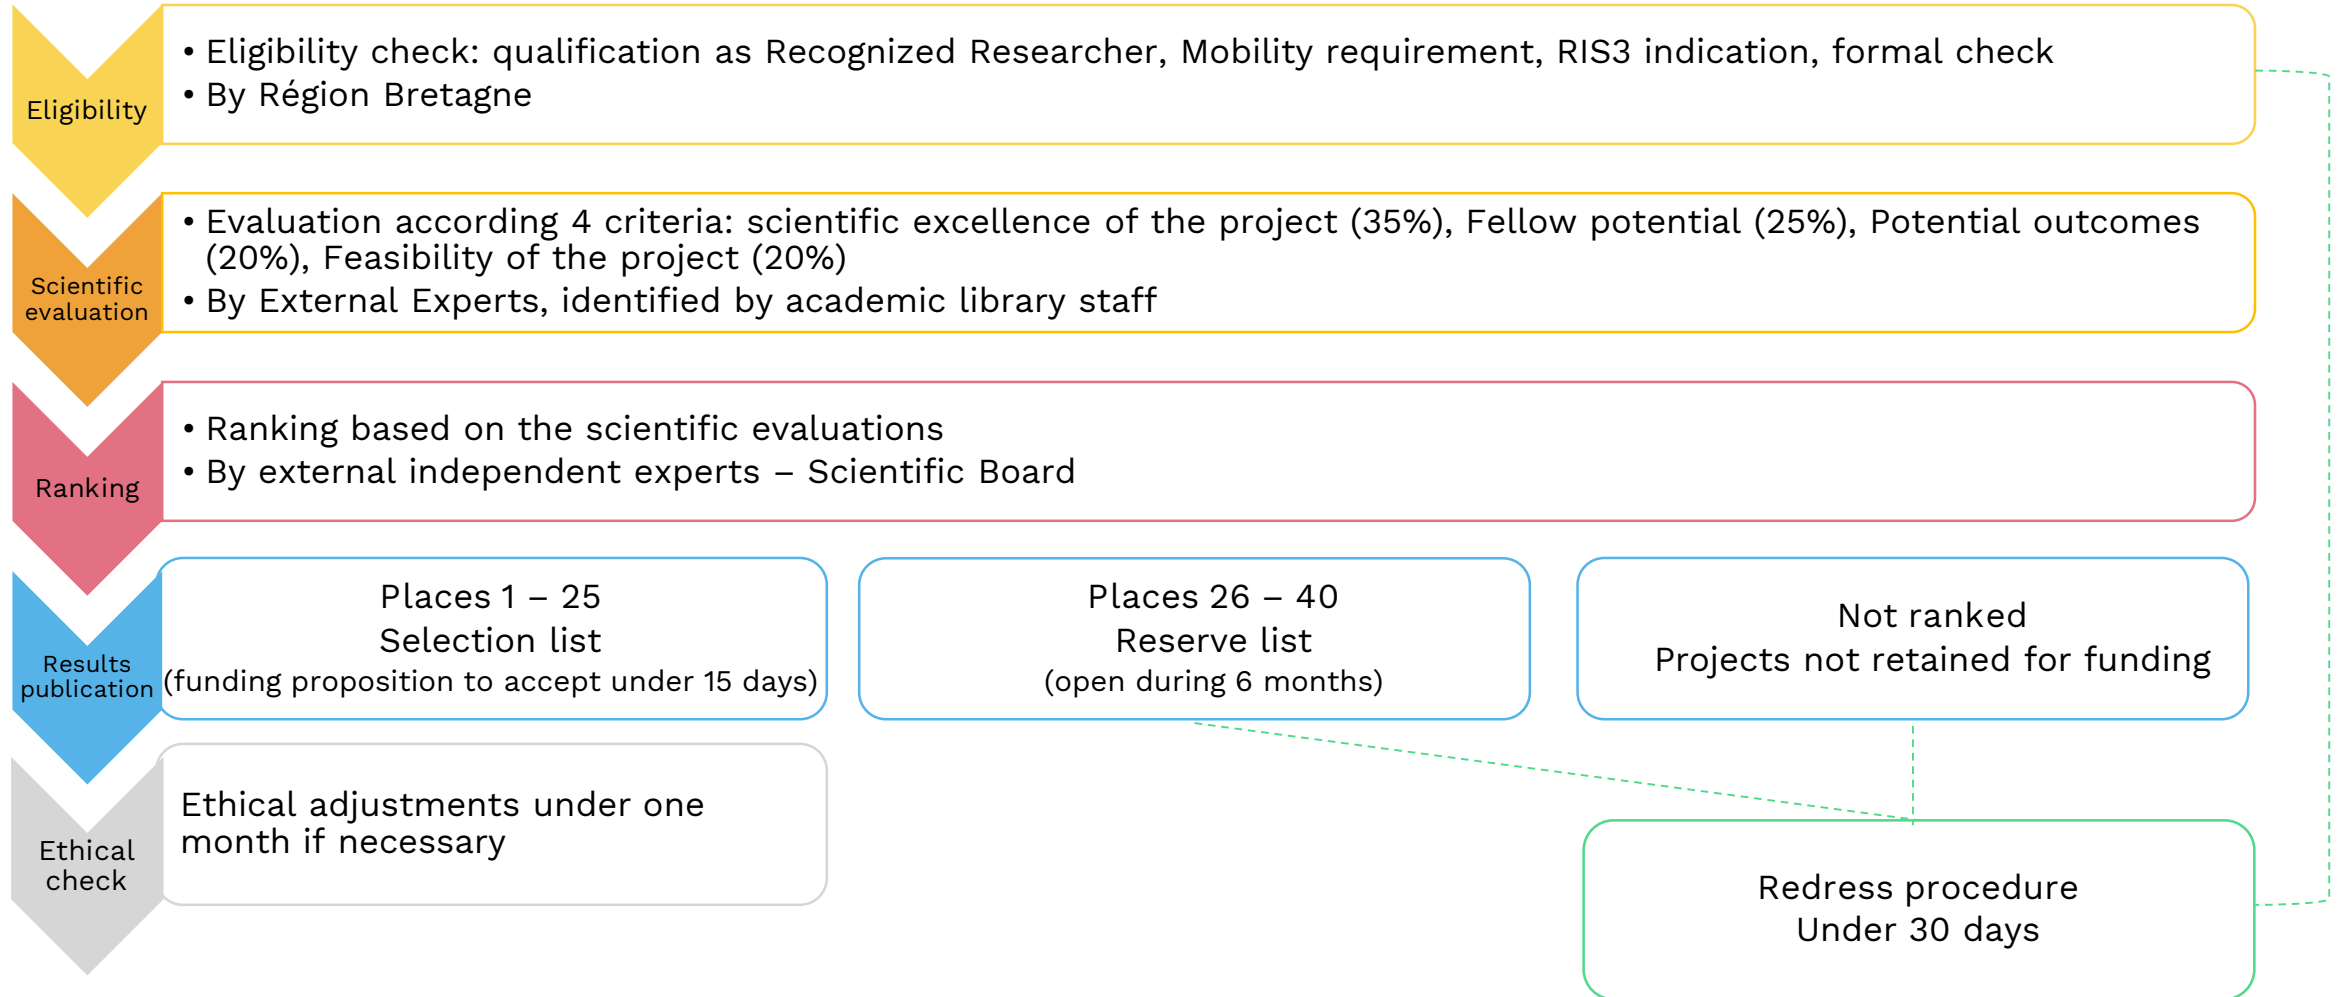 Eligibility
• Eligibility check: qualification as Recognized Researcher, Mobility requirement, RIS3 indication, formal check
• By Région Bretagne
Scientific
evaluation
• Evaluation according 4 criteria: scientific excellence of the project (35%), Fellow potential (25%), Potential outcomes
(20%), Feasibility of the project (20%)
• By External Experts, identified by academic library staff
Ranking
• Ranking based on the scientific evaluations
• By external independent experts – Scientific Board
Results
publication
Places 1 – 25
Selection list
(funding proposition to accept under 15 days)
Places 26 – 40
Reserve list
(open during 6 months)
Not ranked
Projects not retained for funding
Ethical
check
Ethical adjustments under one
month if necessary
Redress procedure
Under 30 days